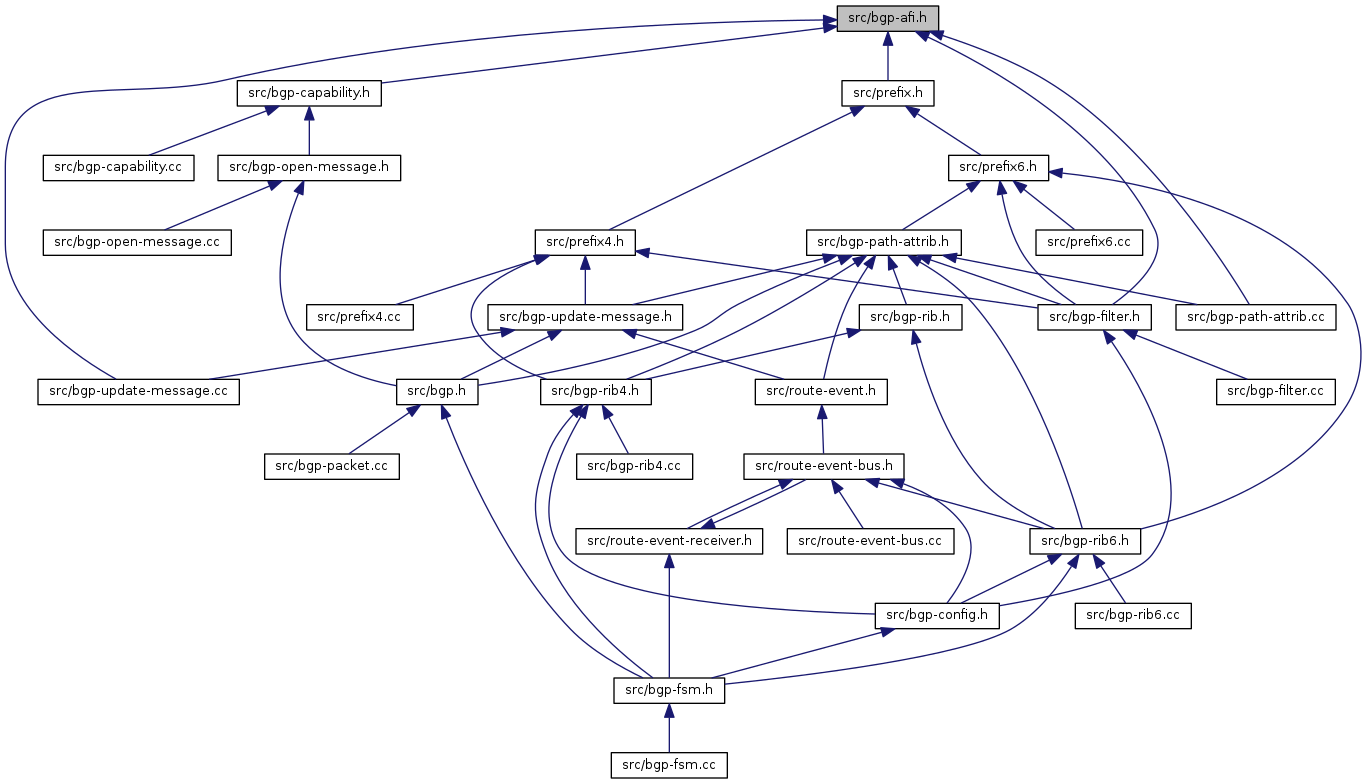 src/bgp-afi.h
src/bgp-capability.h
src/prefix.h
src/bgp-capability.cc
src/bgp-open-message.h
src/prefix6.h
src/bgp-open-message.cc
src/prefix4.h
src/bgp-path-attrib.h
src/prefix6.cc
src/prefix4.cc
src/bgp-update-message.h
src/bgp-rib.h
src/bgp-filter.h
src/bgp-path-attrib.cc
src/bgp-update-message.cc
src/bgp.h
src/bgp-rib4.h
src/route-event.h
src/bgp-filter.cc
src/bgp-packet.cc
src/bgp-rib4.cc
src/route-event-bus.h
src/route-event-receiver.h
src/route-event-bus.cc
src/bgp-rib6.h
src/bgp-config.h
src/bgp-rib6.cc
src/bgp-fsm.h
src/bgp-fsm.cc